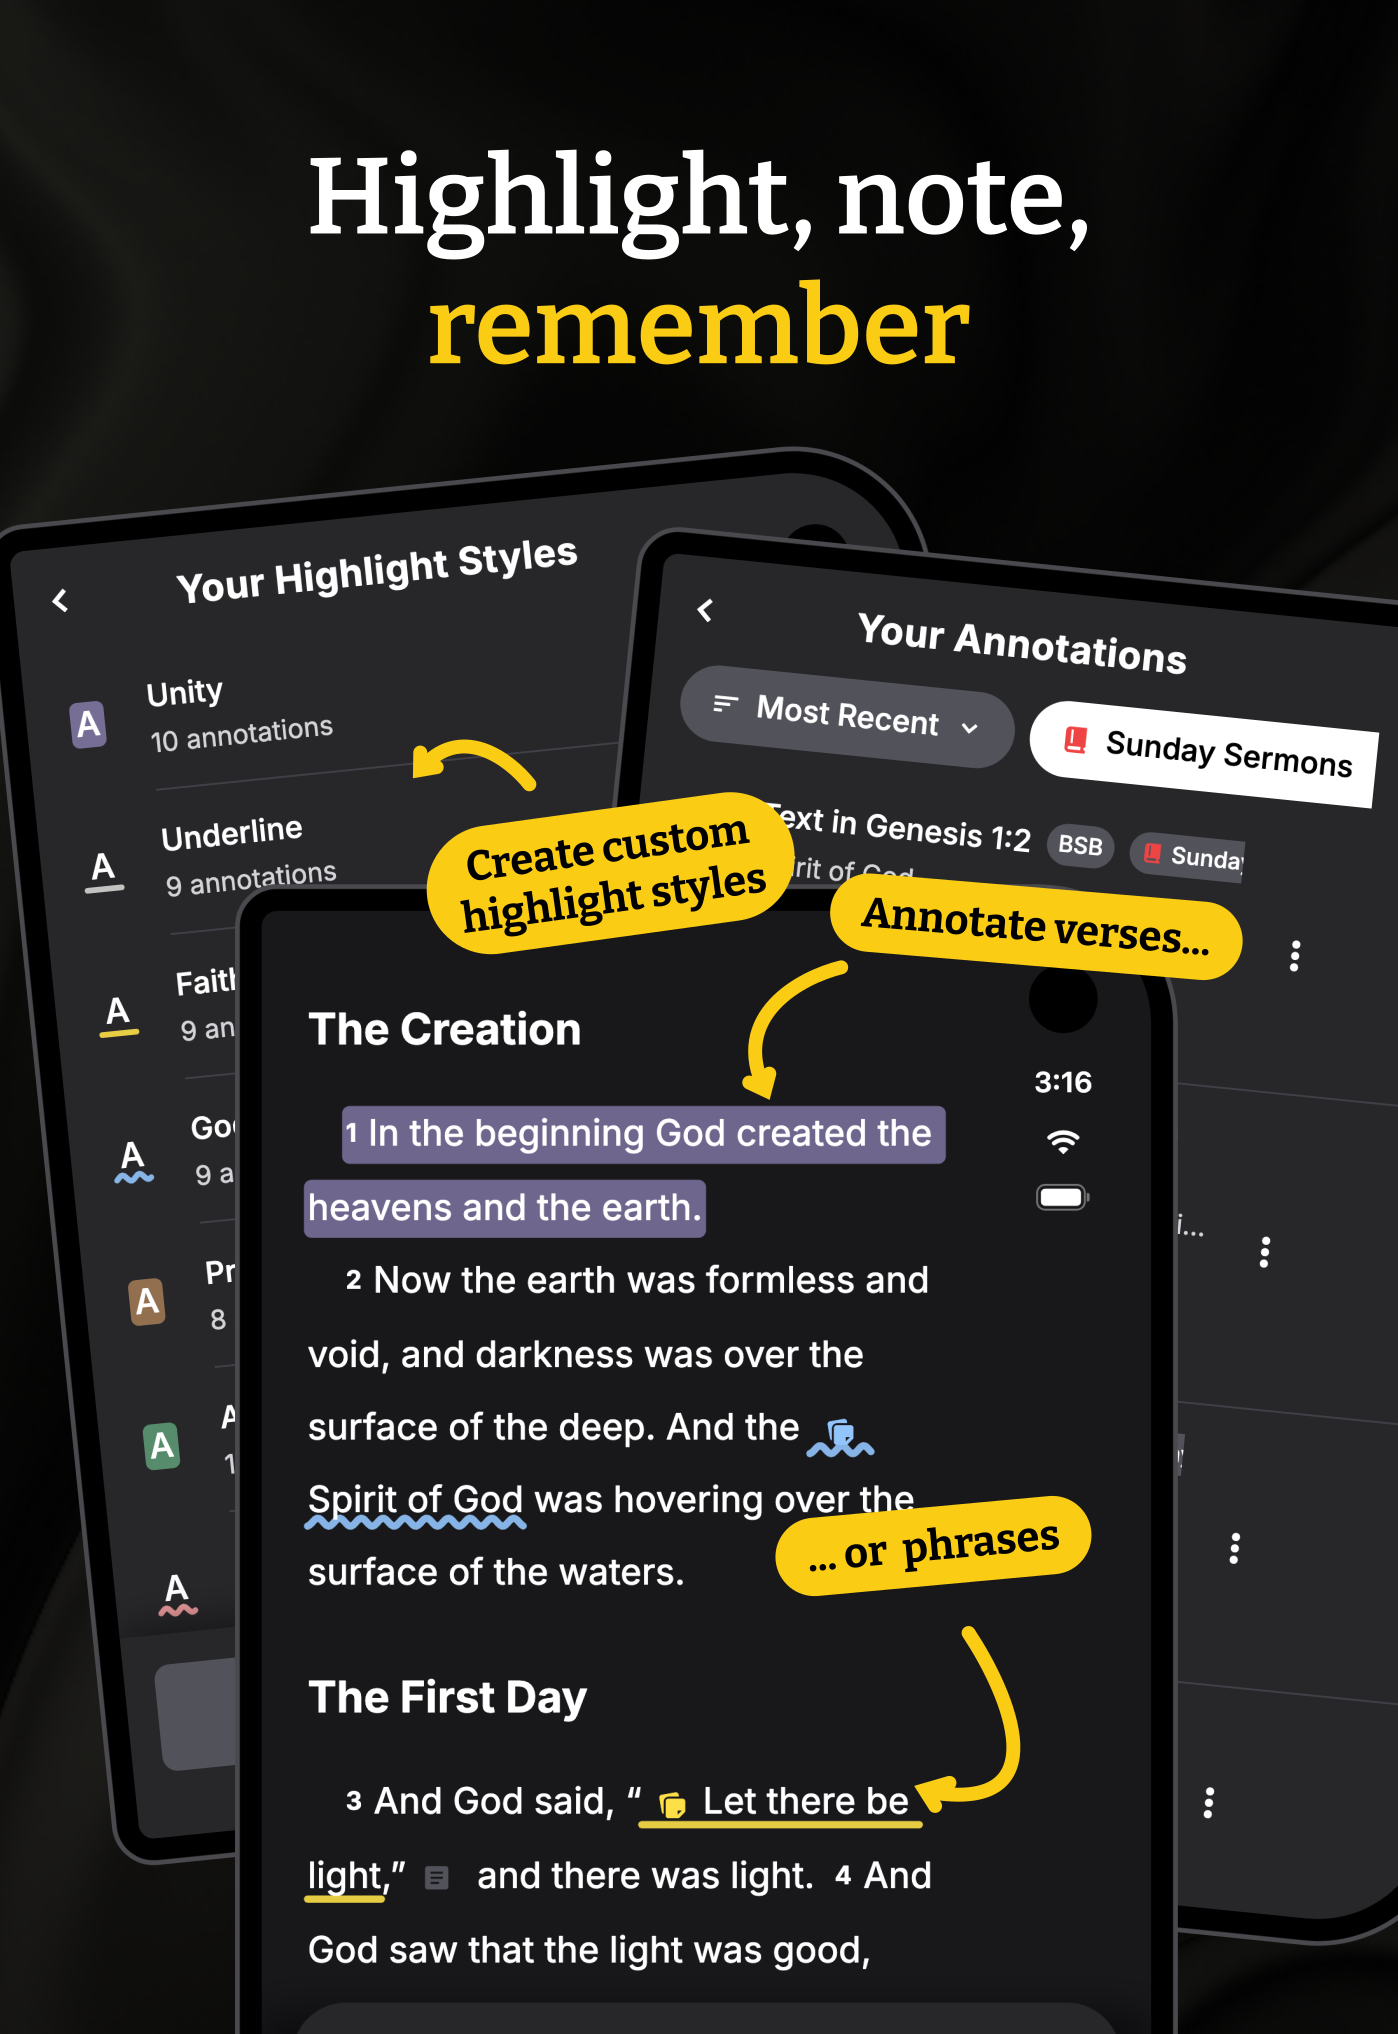 Highlight, note,
remember
Your Highlight Styles
Unity
10 annotations
A
Underline
9 annotations
A
A
A
A
A
A
Your Annotations
Most Recent
Sunday Sermons
Text in Genesis 1:2
BSB
Create custom
highlight styles
Annotate verses...
3:16
The Creation
1 In the beginning God created the
heavens and the earth.
2 Now the earth was formless and
void, and darkness was over the
surface of the deep. And the
Spirit of God was hovering over the
surface of the waters.
... or phrases
The First Day
3 And God said, “ Let there be
light,” and there was light. 4 And
God saw that the light was good,